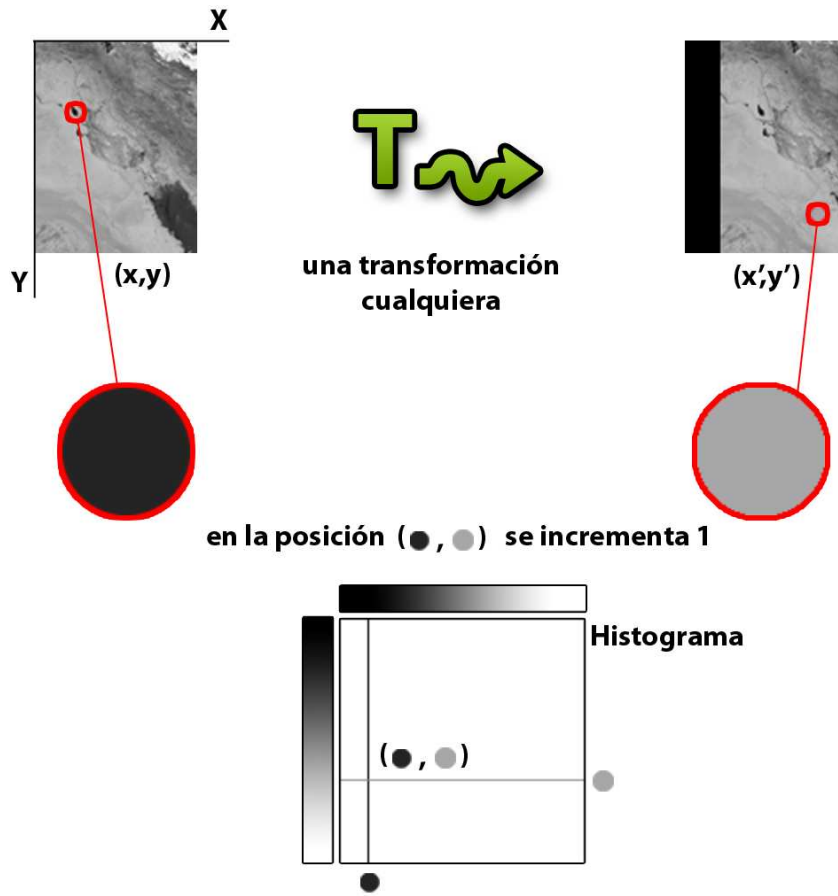 X
Y
(x,y)
T
una transformación
cualquiera
(x',y')
en la posición ( , ) se incrementa 1
Histograma
( , )